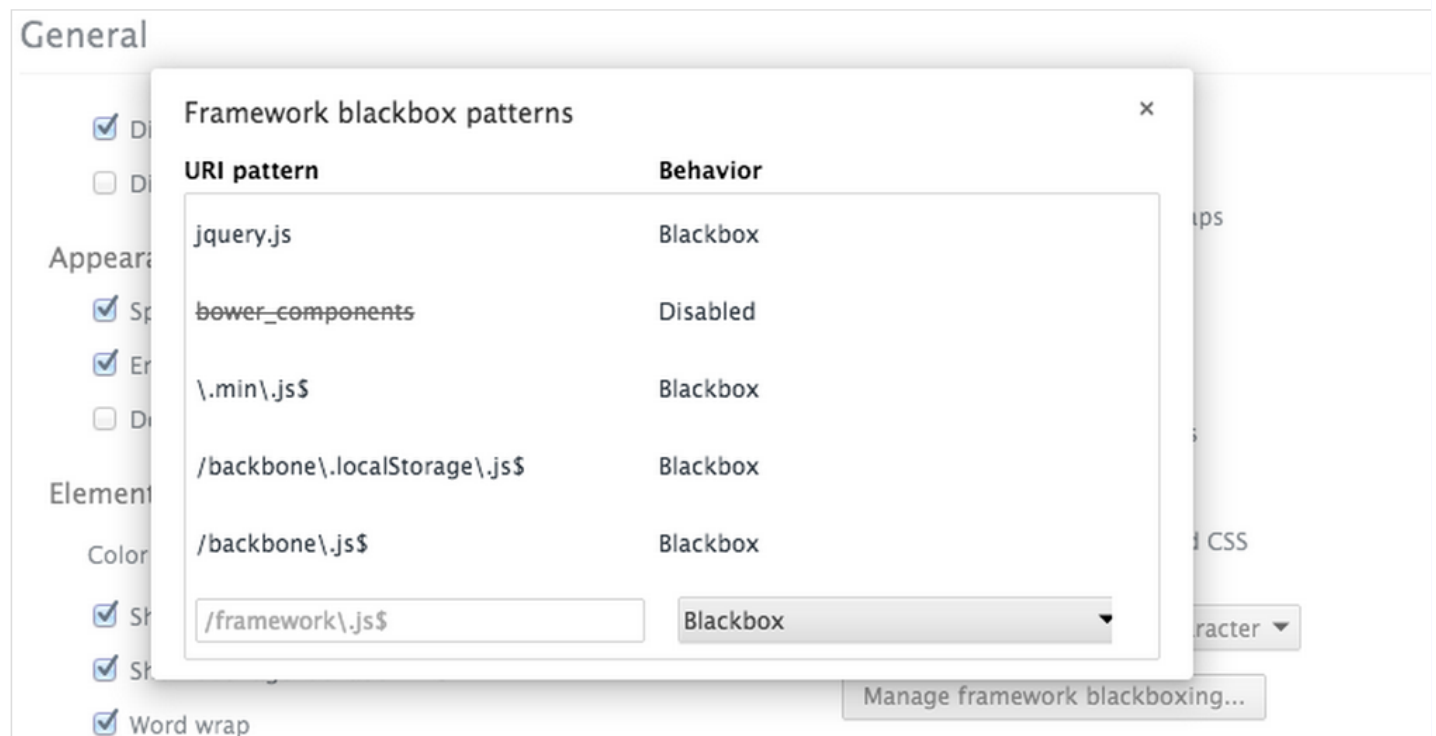 General
Framework blackbox patterns ×
URI pattern Behavior
jquery.js Blackbox
bower_components Disabled
\.min\.js$ Blackbox
/backbone\.localStorage\.js$ Blackbox
/backbone\.js$ Blackbox
/framework\.js$ Blackbox
CSS
Color
Manage framework blackboxing...
Word wrap